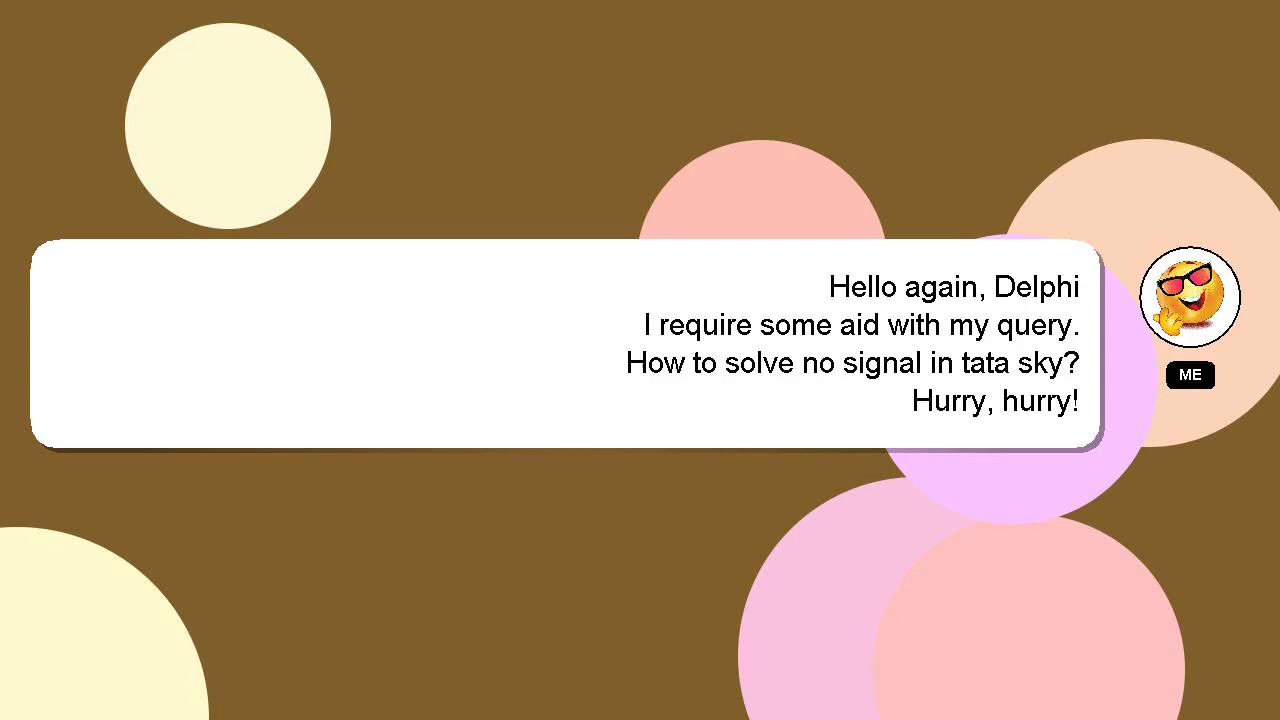 Hello again, Delphi
I require some aid with my query.
How to solve no signal in tata sky?
Hurry, hurry!
ME